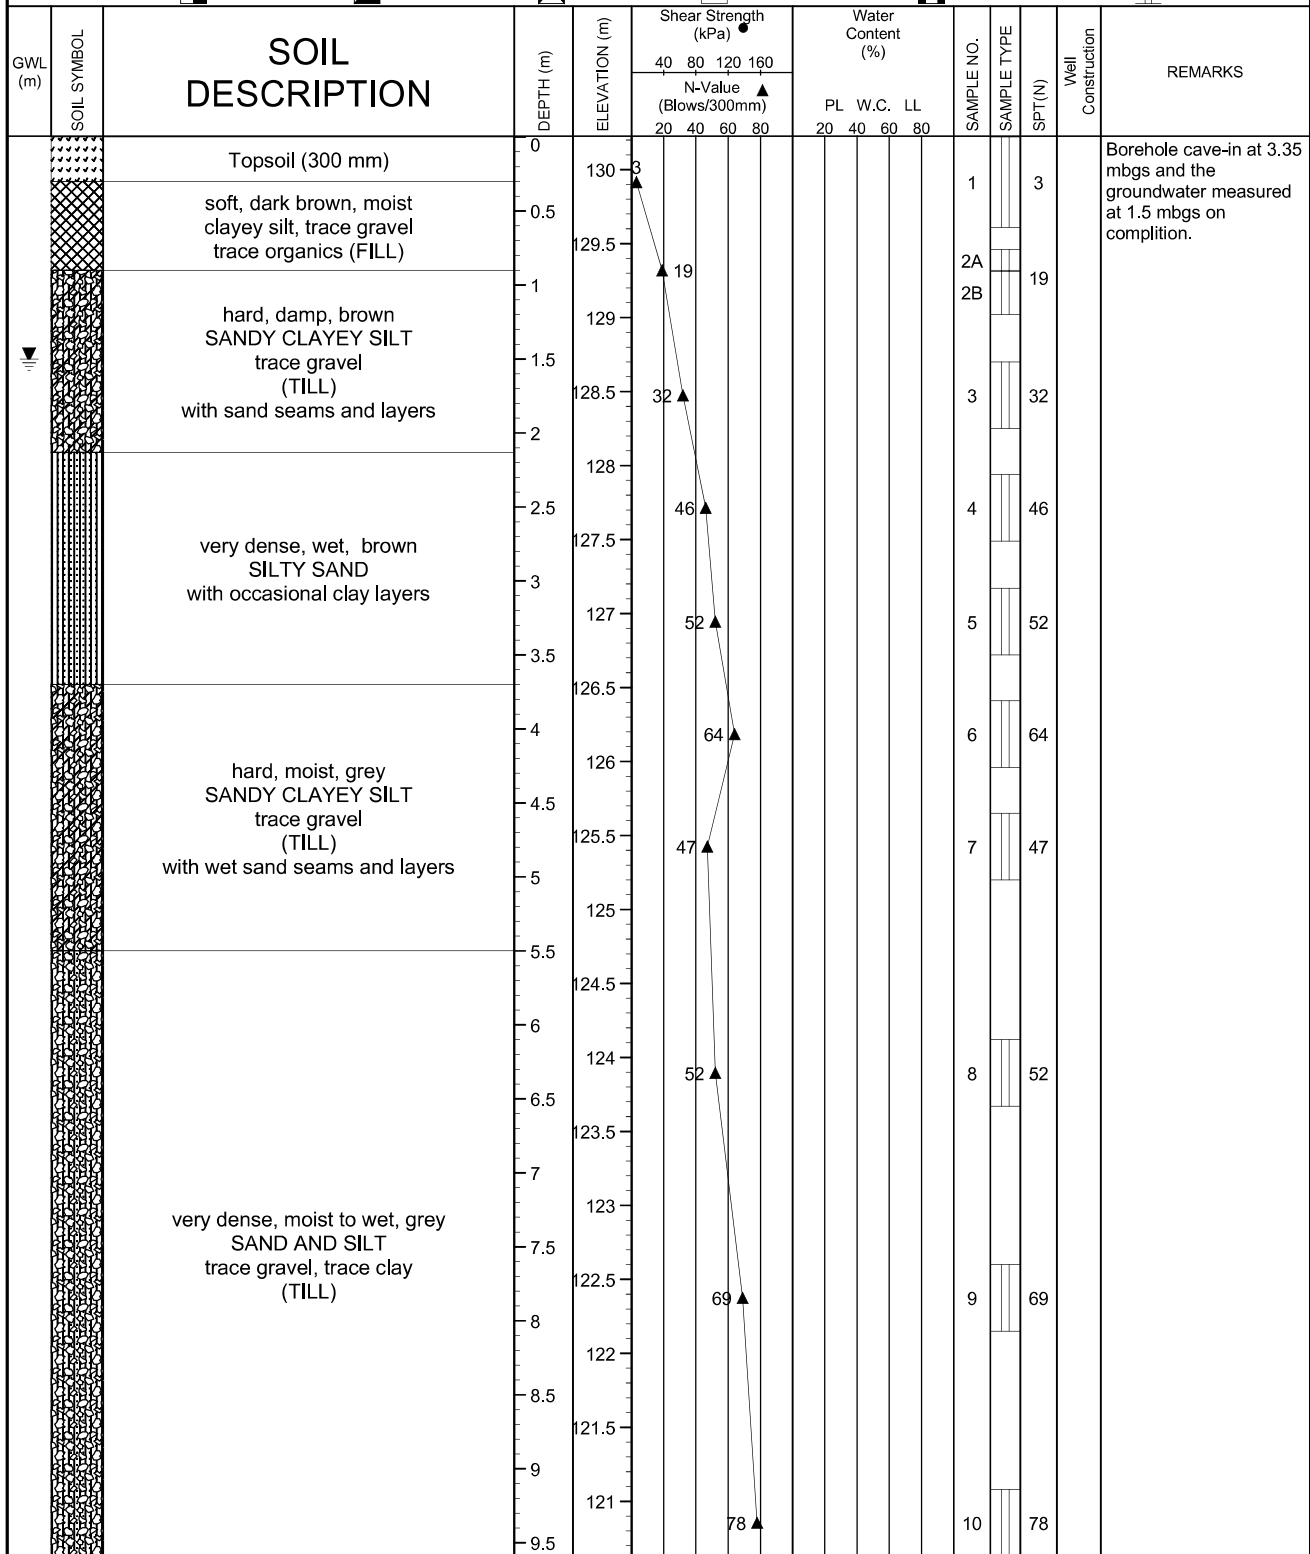 GWL
(m)
SOIL SYMBOL
SOIL
DESCRIPTION
DEPTH (m)
ELEVATION (m)
Shear Strength
(kPa)
40 80 120 160
N-Value
(Blows/300mm)
20 40 60 80
Water
Content
(%)
PL W.C. LL
20 40 60 80
SAMPLE NO.
SAMPLE TYPE
SPT(N)
Well
Construction
REMARKS
Topsoil (300 mm)
soft, dark brown, moist
clayey silt, trace gravel
trace organics (FILL)
hard, damp, brown
SANDY CLAYEY SILT
trace gravel
(TILL)
with sand seams and layers
very dense, wet, brown
SILTY SAND
with occasional clay layers
hard, moist, grey
SANDY CLAYEY SILT
trace gravel
(TILL)
with wet sand seams and layers
very dense, moist to wet, grey
SAND AND SILT
trace gravel, trace clay
(TILL)
0
0.5
1
1.5
2
2.5
3
3.5
4
4.5
5
5.5
6
6.5
7
7.5
8
8.5
9
9.5
130
129.5
129
128.5
128
127.5
127
126.5
126
125.5
125
124.5
124
123.5
123
122.5
122
121.5
121
3
19
32
46
52
64
47
52
69
78
1
2A
2B
3
4
5
6
7
8
9
10
3
19
32
46
52
64
47
52
69
78
Borehole cave-in at 3.35
mbgs and the
groundwater measured
at 1.5 mbgs on
complition.